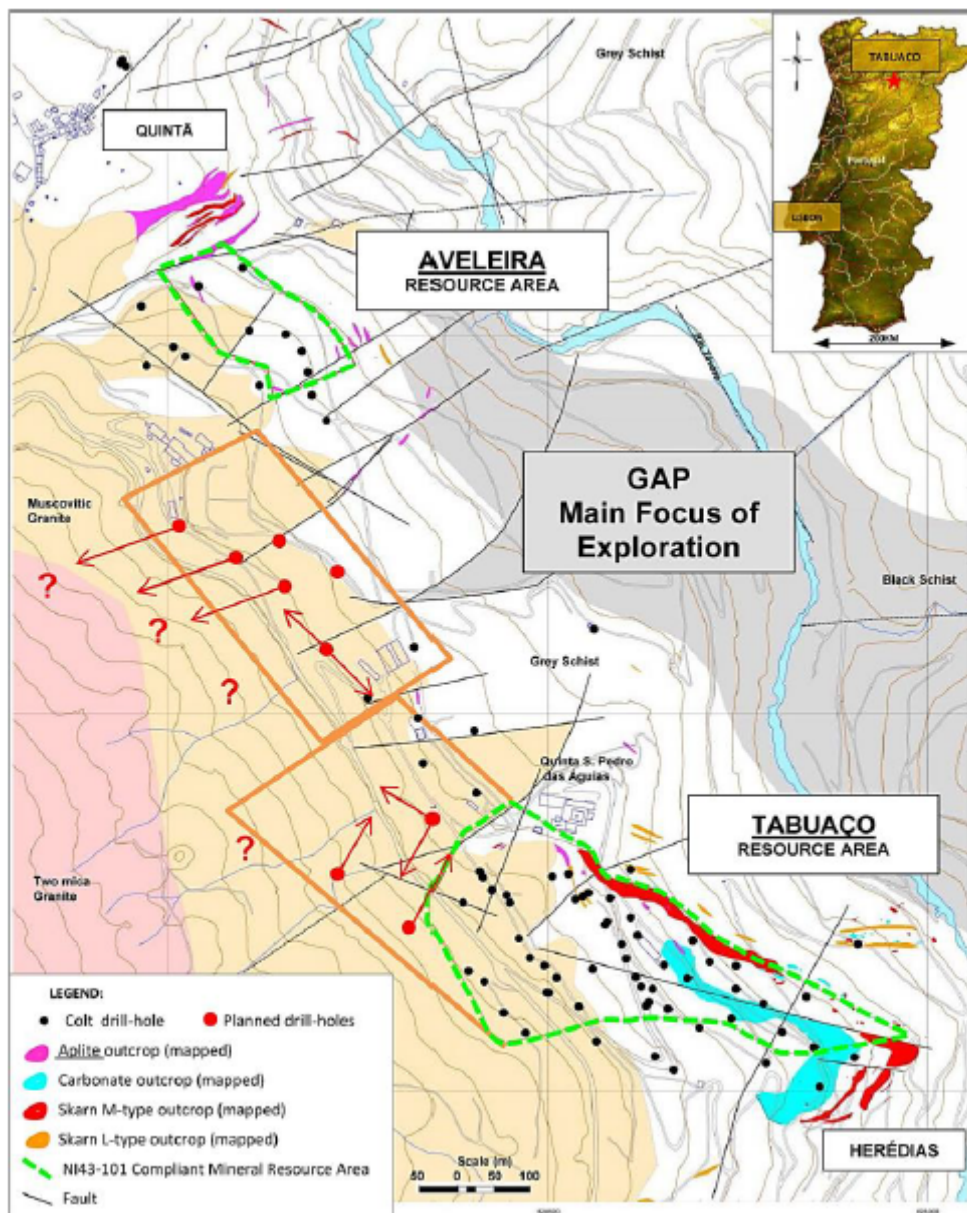 Grey Schist
TABUAÇO
N
Portugal
LISBON
200KM
QUINTÃ
AVELEIRA
RESOURCE AREA
GAP
Main Focus of
Exploration
Muscovitic
Granite
?
?
?
?
Black Schist
Grey Schist
Quinta S. Pedro
das Águias
TABUAÇO
RESOURCE AREA
Two mica
Granite
HERÉDIAS
LEGEND:
Colt drill-hole
Planned drill-holes
Aplite outcrop (mapped)
Carbonate outcrop (mapped)
Skarn M-type outcrop (mapped)
Skarn L-type outcrop (mapped)
NI43-101 Compliant Mineral Resource Area
Fault
Scale (m)
50 0 50 100